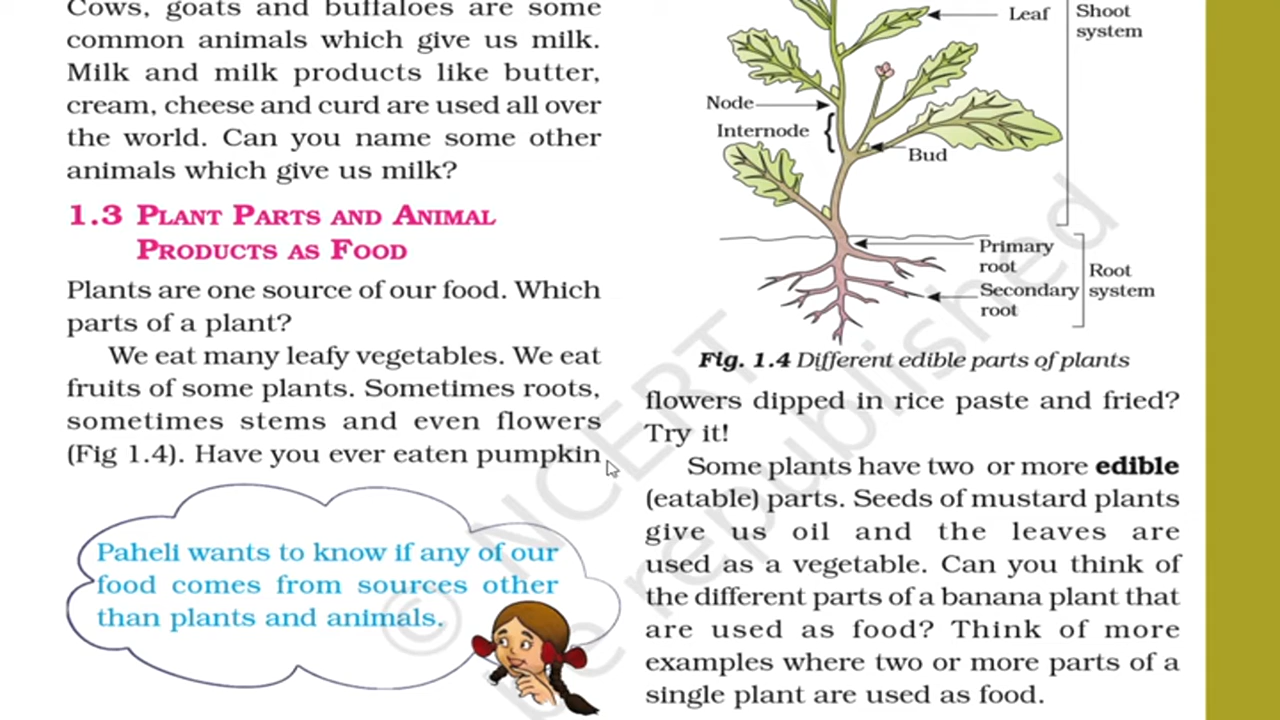 Cows, goats and buffaloes are some
common animals which give us milk.
Milk and milk products like butter,
cream, cheese and curd are used all over
the world. Can you name some other
animals which give us milk?
1.3 PLANT PARTS AND ANIMAL
PRODUCTS AS FOOD
Plants are one source of our food. Which
parts of a plant?
We eat many leafy vegetables. We eat
fruits of some plants. Sometimes roots,
sometimes stems and even flowers
(Fig 1.4). Have you ever eaten pumpkin
Paheli wants to know if any of our
food comes from sources other
than plants and animals.
Leaf
Shoot
system
Node
Internode
Bud
Primary
root
Secondary
root
Root
system
Fig. 1.4 Different edible parts of plants
flowers dipped in rice paste and fried?
Try it!
Some plants have two or more edible
(eatable) parts. Seeds of mustard plants
give us oil and the leaves are
used as a vegetable. Can you think of
the different parts of a banana plant that
are used as food? Think of more
examples where two or more parts of a
single plant are used as food.
© NCERT
be republished